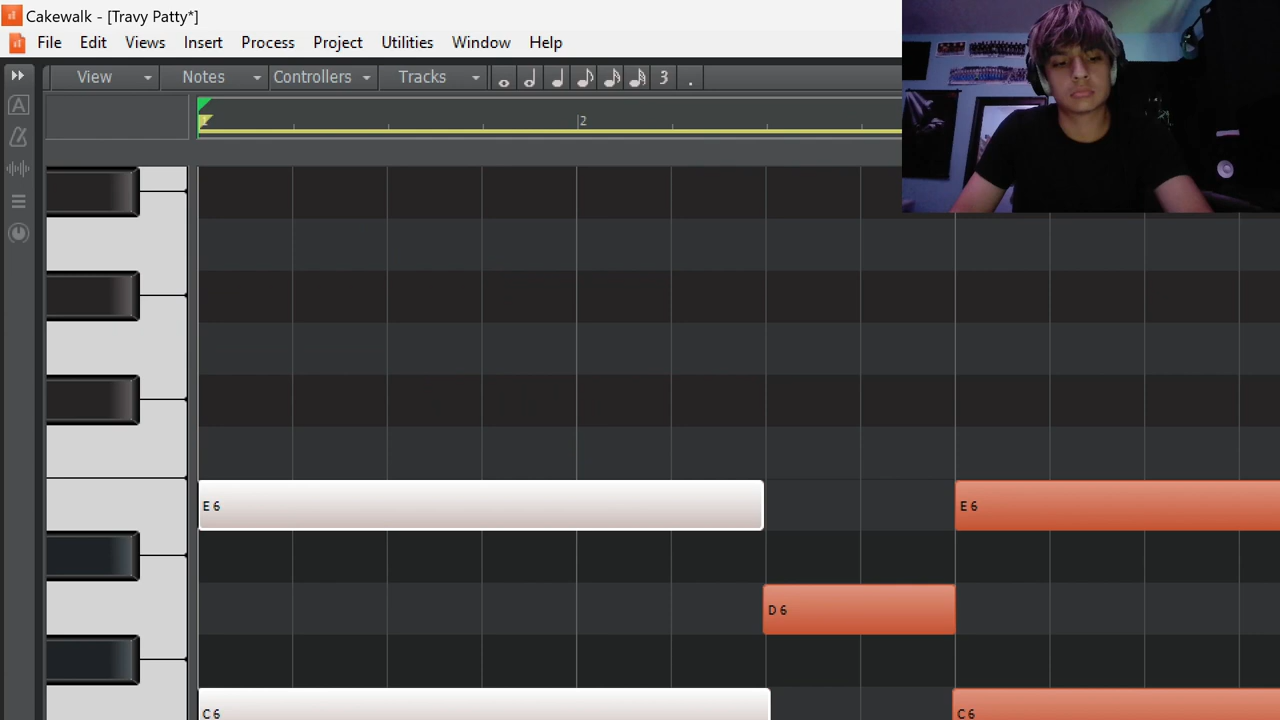 Cakewalk - [Travy Patty*]
File Edit Views Insert Process Project Utilities Window Help
View Notes Controllers Tracks 3 .
1 2
E 6 E 6
D 6
C 6 C 6